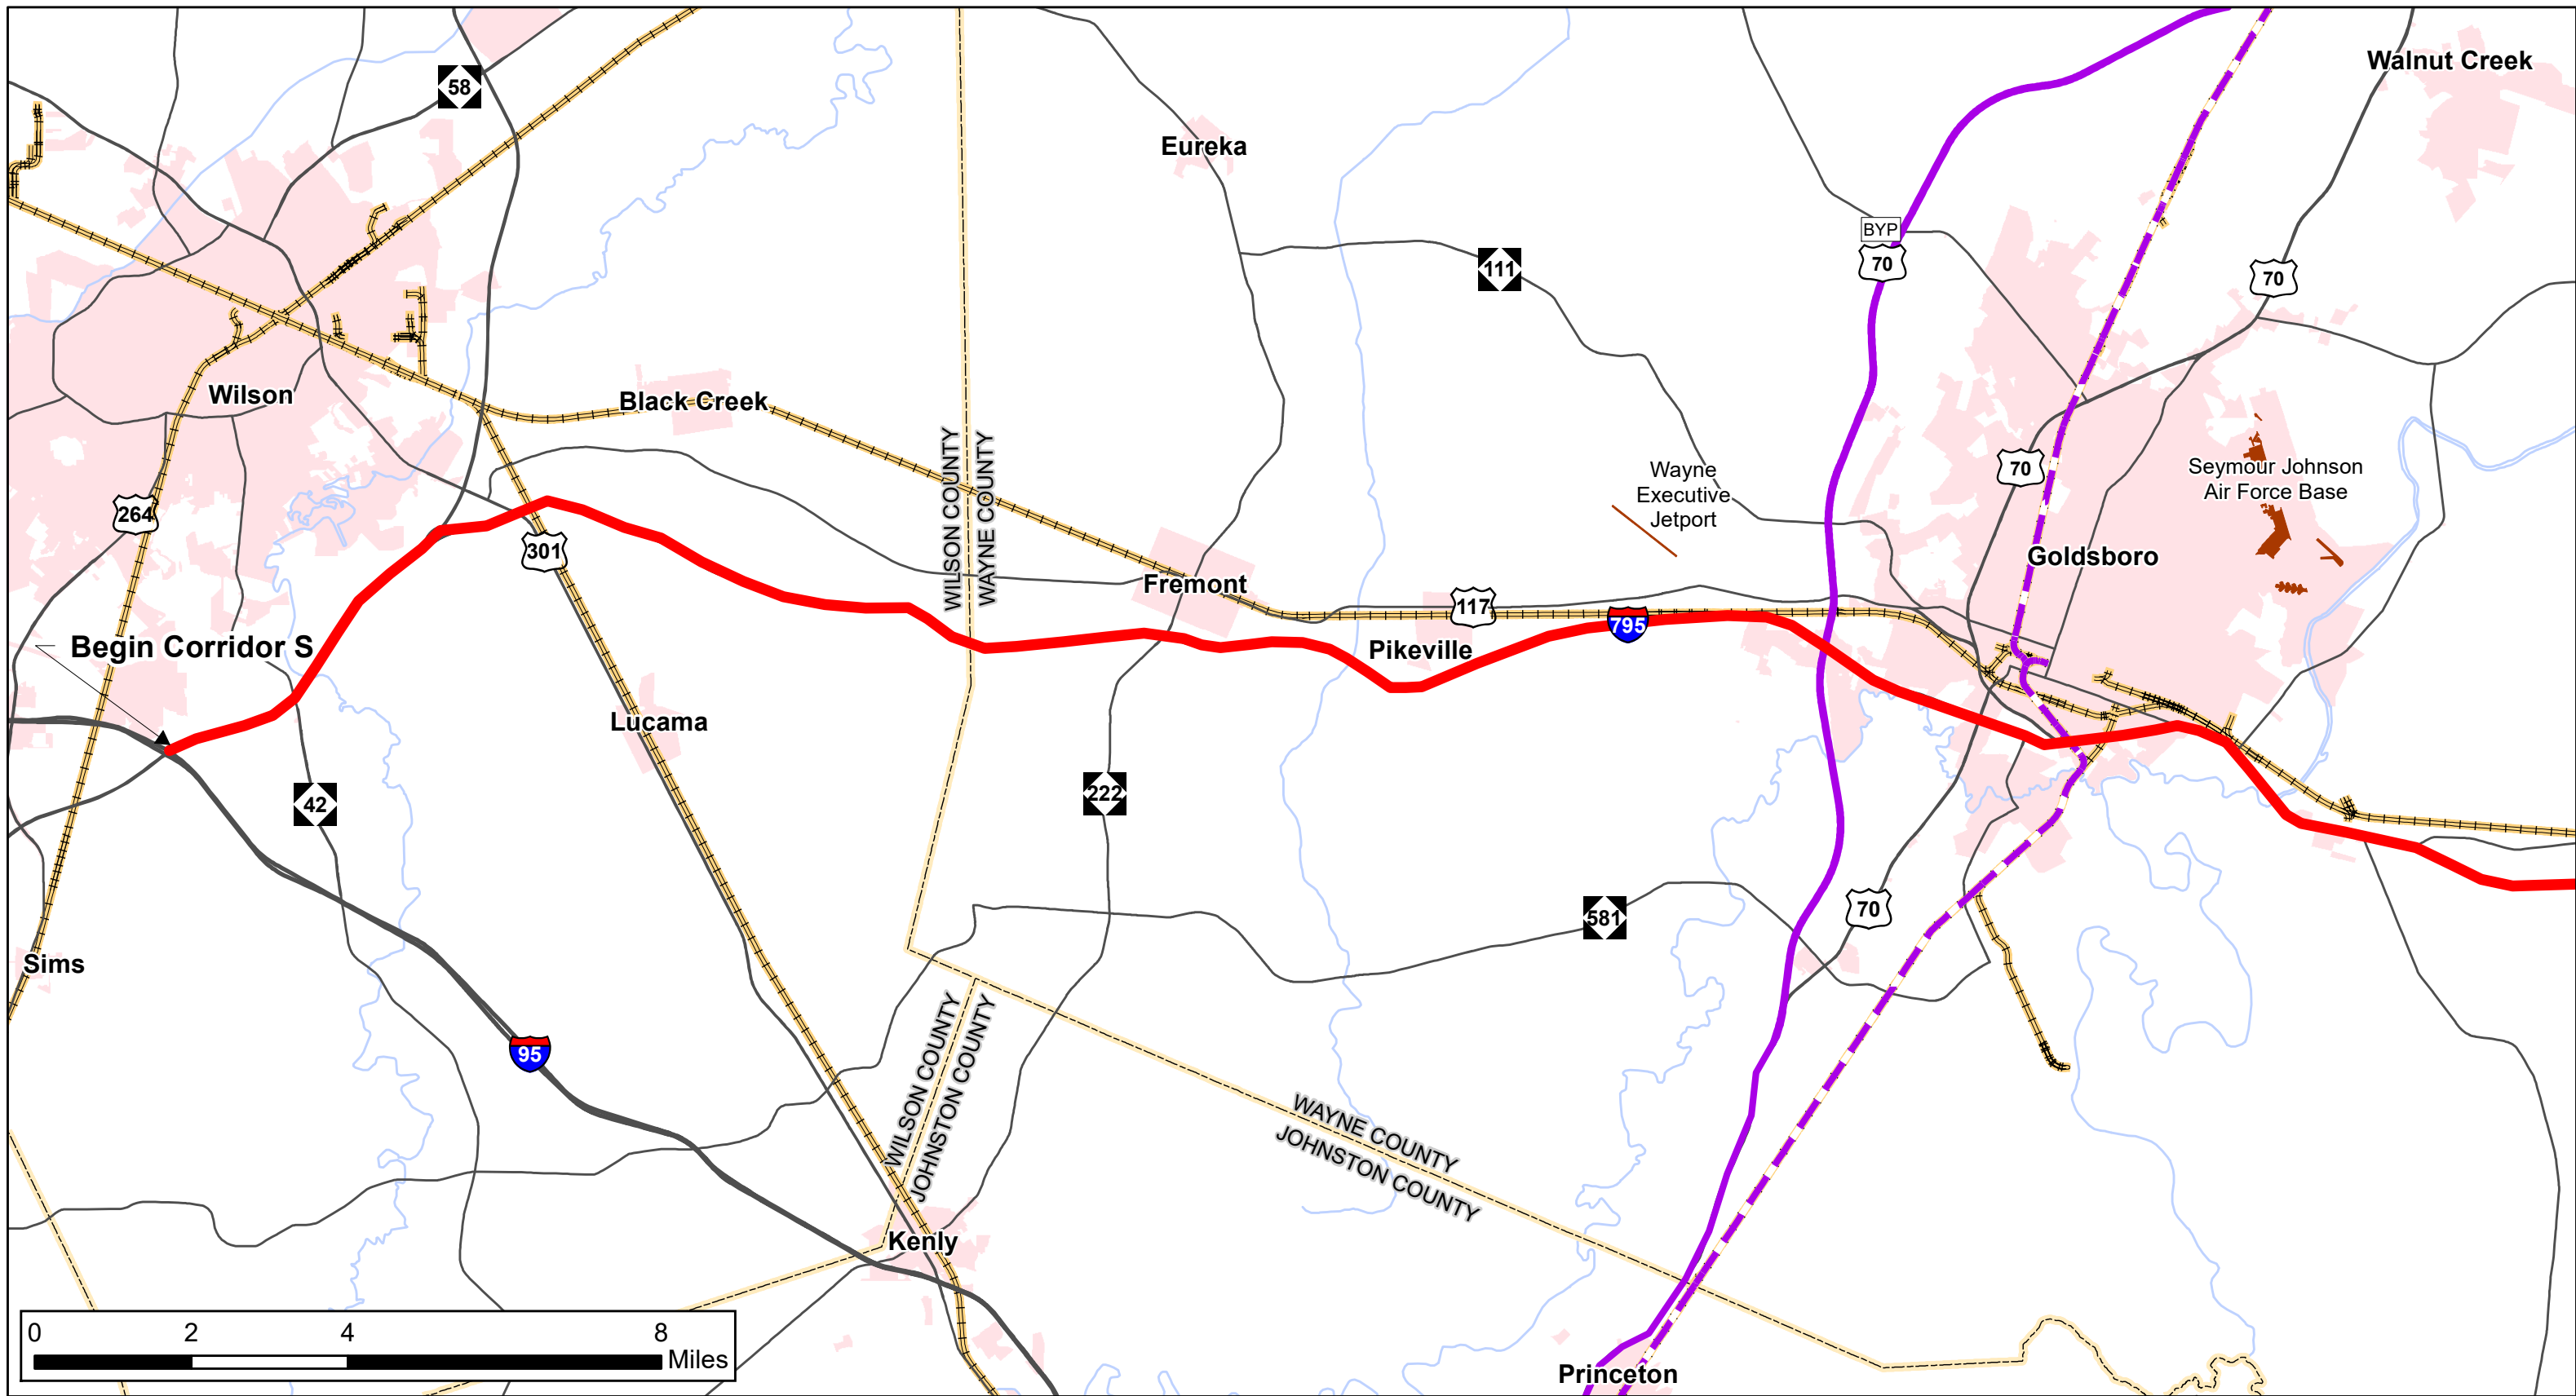 Walnut Creek
58
Eureka
BYP
70
111
70
Wilson
Black Creek
WILSON COUNTY
WAYNE COUNTY
Wayne
Executive
Jetport
70
Seymour Johnson
Air Force Base
264
301
Goldsboro
Fremont
117
795
Begin Corridor S
Pikeville
Lucama
42
222
70
581
Sims
95
WILSON COUNTY
JOHNSTON COUNTY
WAYNE COUNTY
JOHNSTON COUNTY
Kenly
Princeton
0 2 4 8
Miles